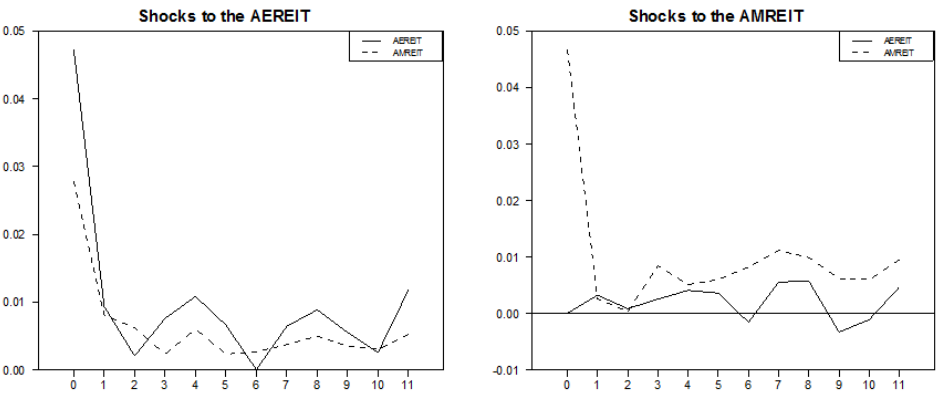 Shocks to the AEREIT
AEREIT
AMREIT
0.05
0.04
0.03
0.02
0.01
0.00
0 1 2 3 4 5 6 7 8 9 10 11
Shocks to the AMREIT
AEREIT
AMREIT
0.05
0.04
0.03
0.02
0.01
0.00
-0.01
0 1 2 3 4 5 6 7 8 9 10 11